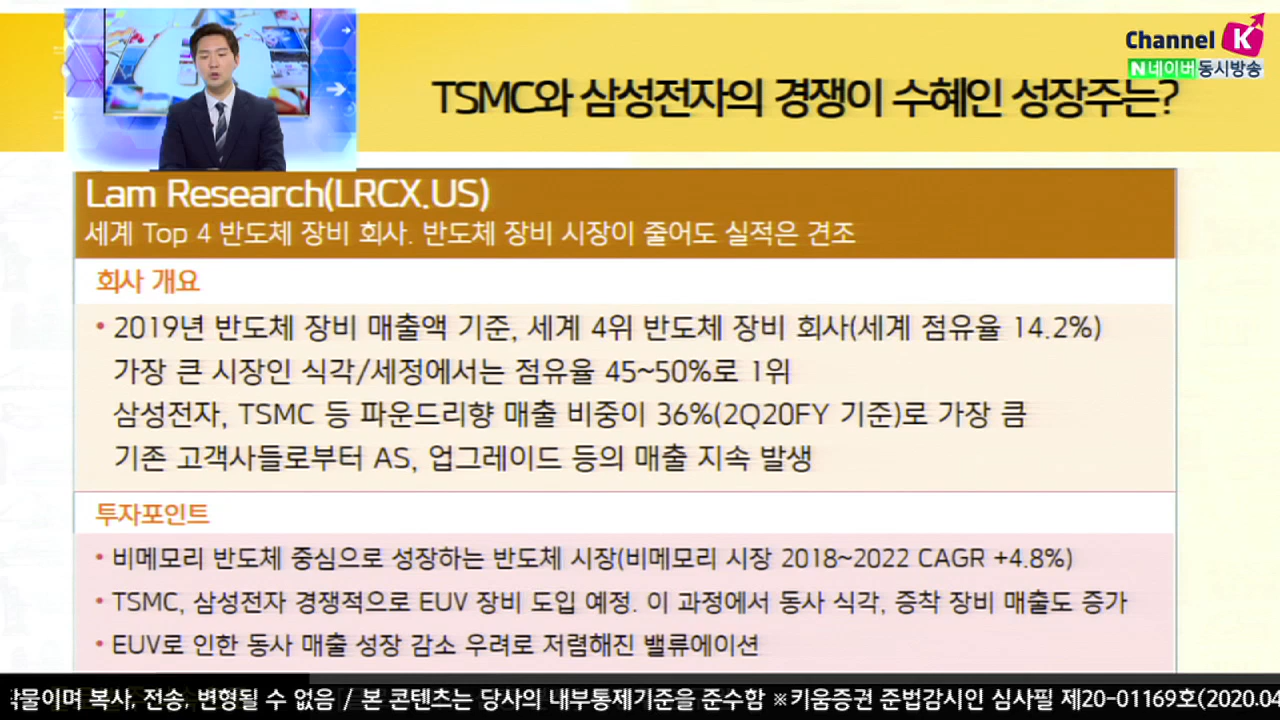 Channel K
N 네이버 동시방송
TSMC와 삼성전자의 경쟁이 수혜인 성장주는?
Lam Research(LRCX.US)
세계 Top 4 반도체 장비 회사. 반도체 장비 시장이 줄어도 실적은 견조
회사 개요
• 2019년 반도체 장비 매출액 기준, 세계 4위 반도체 장비 회사(세계 점유율 14.2%)
가장 큰 시장인 식각/세정에서는 점유율 45~50%로 1위
삼성전자, TSMC 등 파운드리향 매출 비중이 36%(2Q20FY 기준)로 가장 큼
기존 고객사들로부터 AS, 업그레이드 등의 매출 지속 발생
투자포인트
• 비메모리 반도체 중심으로 성장하는 반도체 시장(비메모리 시장 2018~2022 CAGR +4.8%)
• TSMC, 삼성전자 경쟁적으로 EUV 장비 도입 예정. 이 과정에서 동사 식각, 증착 장비 매출도 증가
• EUV로 인한 동사 매출 성장 감소 우려로 저렴해진 밸류에이션
물이며 복사, 전송, 변형될 수 없음 / 본 콘텐츠는 당사의 내부통제기준을 준수함 ※키움증권 준법감시인 심사필 제20-01169호(2020.04